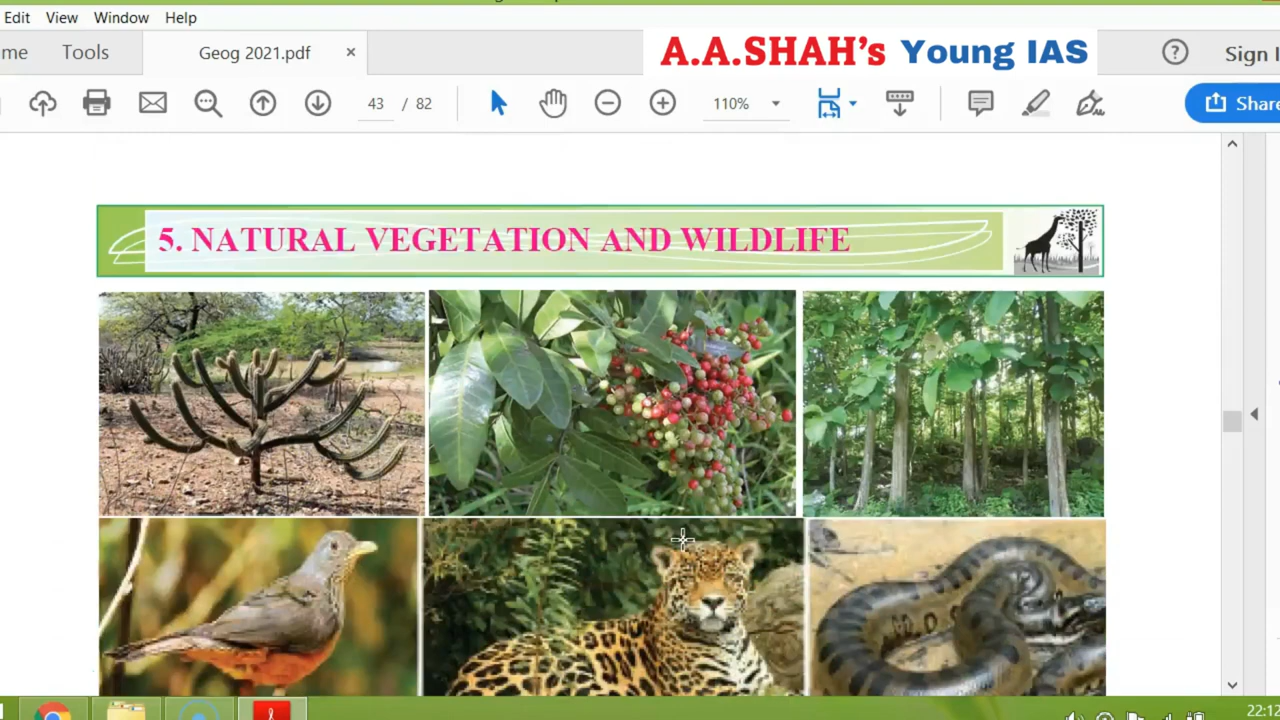 Edit View Window Help
Tools
Geog 2021.pdf ×
A.A.SHAH's Young IAS
?
Sign
43 / 82
110%
Share
5. NATURAL VEGETATION AND WILDLIFE
22:12